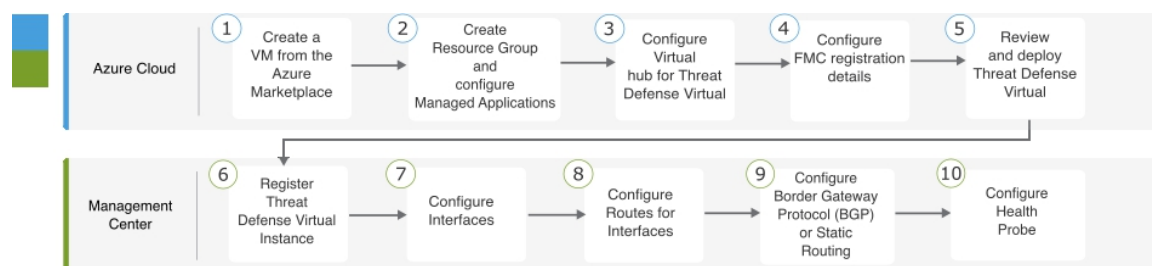 Azure Cloud
1
Create a
VM from the
Azure
Marketplace
2
Create
Resource Group
and
configure
Managed Applications
3
Configure
Virtual
hub for Threat
Defense Virtual
4
Configure
FMC registration
details
5
Review
and deploy
Threat Defense
Virtual
Management
Center
6
Register
Threat
Defense Virtual
Instance
7
Configure
Interfaces
8
Configure
Routes for
Interfaces
9
Configure
Border Gateway
Protocol (BGP)
or Static
Routing
10
Configure
Health
Probe